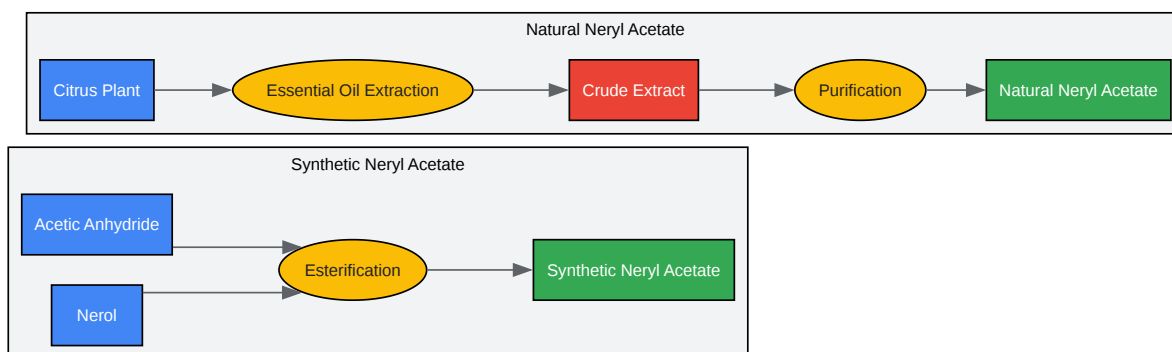 Natural Neryl Acetate
Citrus Plant
Essential Oil Extraction
Crude Extract
Purification
Natural Neryl Acetate
Synthetic Neryl Acetate
Acetic Anhydride
Nerol
Esterification
Synthetic Neryl Acetate